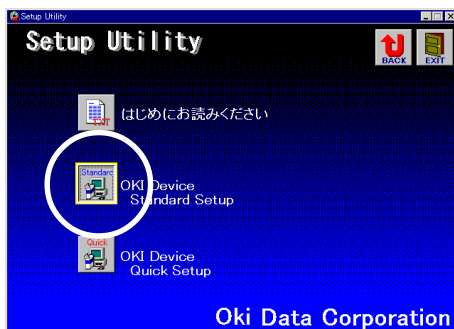 Setup Utility
Setup Utility
BACK
EXIT
TXT
はじめにお読みください
Standard
OKI Device
Standard Setup
Quick
OKI Device
Quick Setup
Oki Data Corporation